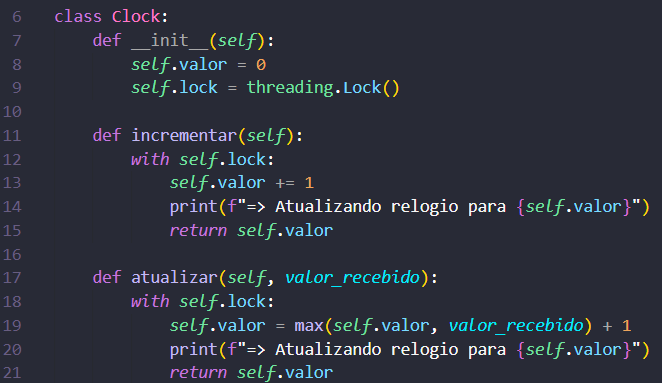 6 class Clock:
7     def __init__(self):
8         self.valor = 0
9         self.lock = threading.Lock()
10
11     def incrementar(self):
12         with self.lock:
13             self.valor += 1
14             print(f"=> Atualizando relogio para {self.valor}")
15             return self.valor
16
17     def atualizar(self, valor_recebido):
18         with self.lock:
19             self.valor = max(self.valor, valor_recebido) + 1
20             print(f"=> Atualizando relogio para {self.valor}")
21             return self.valor